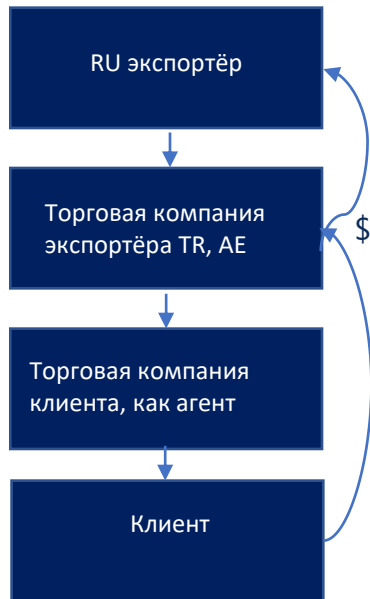 RU экспортёр
Торговая компания
экспортёра TR, AE
$
Торговая компания
клиента, как агент
Клиент